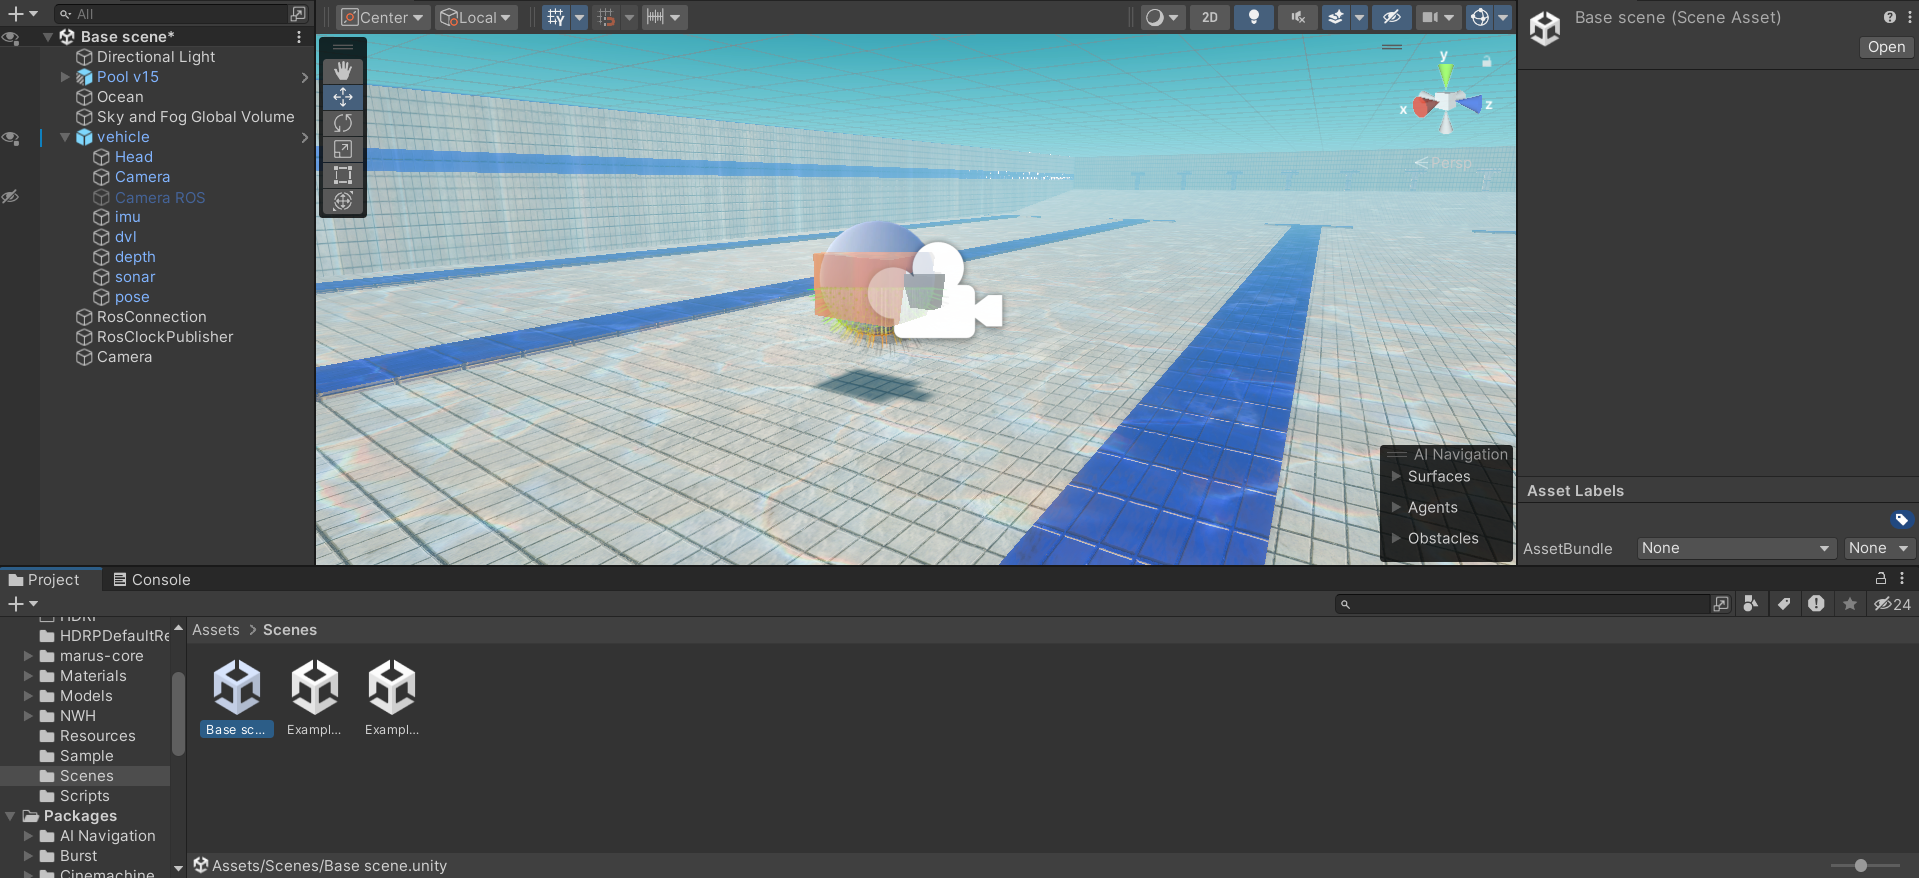 All
Base scene*
Directional Light
Pool v15
Ocean
Sky and Fog Global Volume
vehicle
Head
Camera
Camera ROS
imu
dvl
depth
sonar
pose
RosConnection
RosClockPublisher
Camera
Center
Local
2D
y
x
z
Persp
AI Navigation
Surfaces
Agents
Obstacles
Base scene (Scene Asset)
Open
Asset Labels
AssetBundle
None
None
Project
Console
24
HDRP
HDRPDefaultRe
marus-core
Materials
Models
NWH
Resources
Sample
Scenes
Scripts
Packages
AI Navigation
Burst
Cinemachine
Assets > Scenes
Base sc...
Exampl...
Exampl...
Assets/Scenes/Base scene.unity